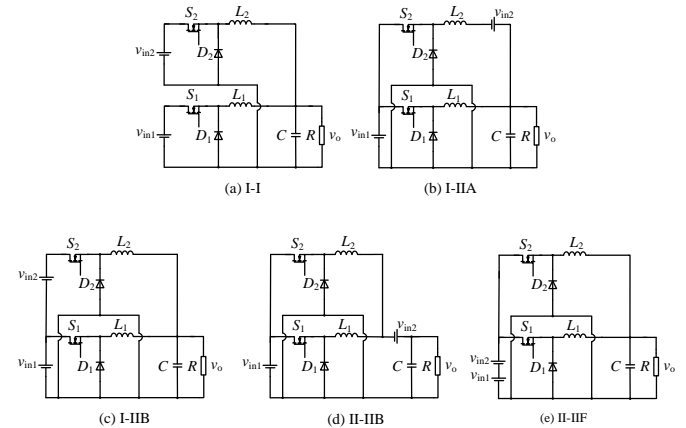 S2 L2
vin2 D2
S1 L1
vin1 D1 C R vo
(a) I-I
S2 L2 vin2
D2
S1 L1
vin1 D1 C R vo
(b) I-IIA
S2 L2
vin2 D2
S1 L1
vin1 D1 C R vo
(c) I-IIB
S2 L2
D2
S1 L1 vin2
vin1 D1 C R vo
(d) II-IIB
S2 L2
D2
S1 L1
vin2
vin1 D1 C R vo
(e) II-IIF